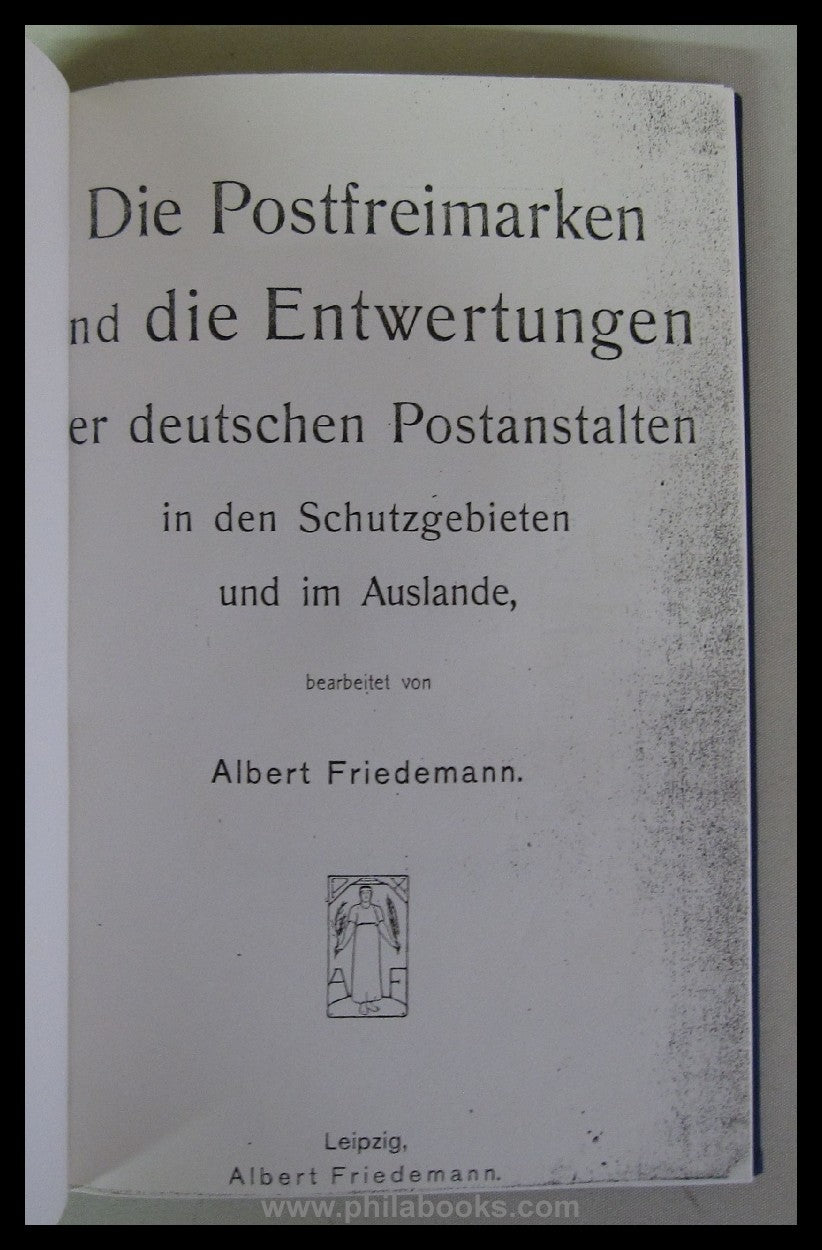 Die Postfreimarken
nd die Entwertungen
er deutschen Postanstalten
in den Schutzgebieten
und im Auslande,
bearbeitet von
Albert Friedemann.
A F
Leipzig,
Albert Friedemann.
www.philabooks.com